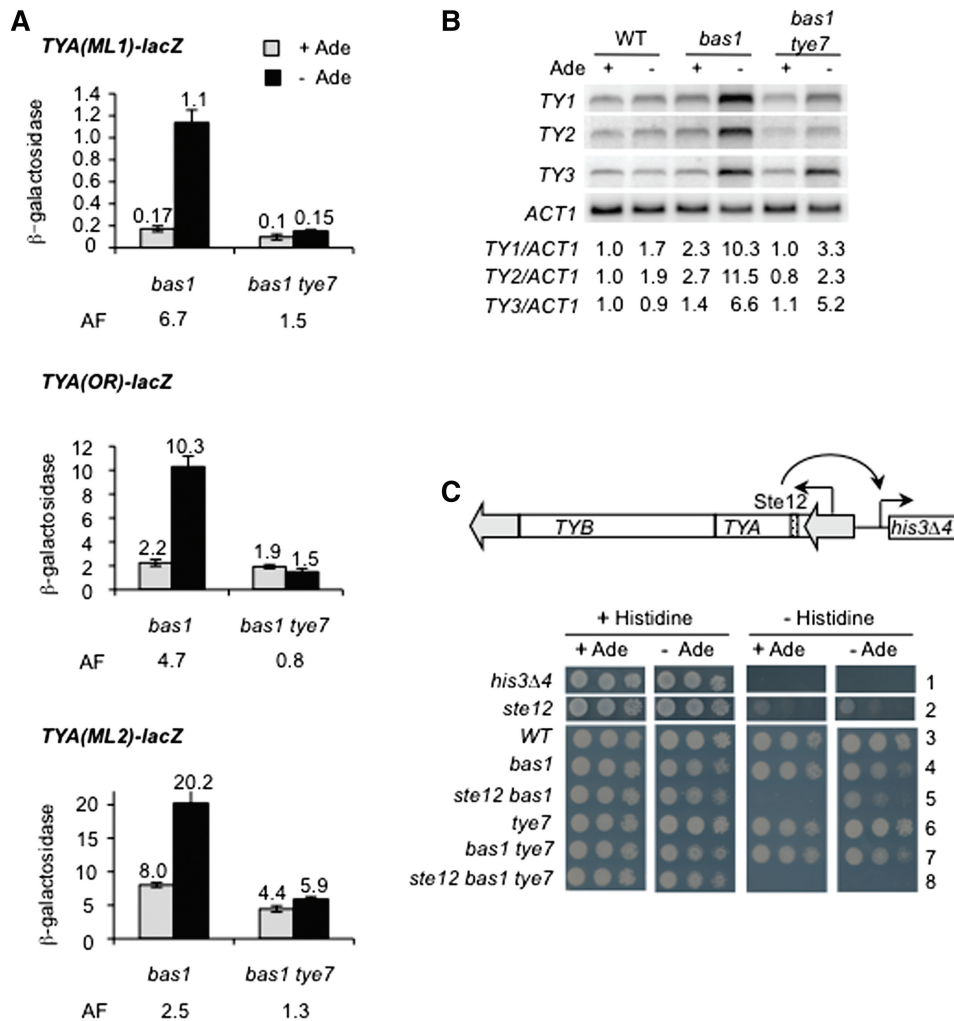 A
TYA(ML1)-lacZ
+ Ade
- Ade
β-galactosidase
1.4
1.2
1.0
0.8
0.6
0.4
0.2
0
0.17
1.1
0.1
0.15
bas1
bas1 tye7
AF
6.7
1.5
TYA(OR)-lacZ
β-galactosidase
12
10
8
6
4
2
0
2.2
10.3
1.9
1.5
bas1
bas1 tye7
AF
4.7
0.8
TYA(ML2)-lacZ
β-galactosidase
20
15
10
5
0
8.0
20.2
4.4
5.9
bas1
bas1 tye7
AF
2.5
1.3
B
WT
bas1
bas1
tye7
Ade + - + - + -
TY1
TY2
TY3
ACT1
TY1/ACT1 1.0 1.7 2.3 10.3 1.0 3.3
TY2/ACT1 1.0 1.9 2.7 11.5 0.8 2.3
TY3/ACT1 1.0 0.9 1.4 6.6 1.1 5.2
C
Ste12
TYB
TYA
his3Δ4
+ Histidine
- Histidine
+ Ade
- Ade
+ Ade
- Ade
his3Δ4 1
ste12 2
WT 3
bas1 4
ste12 bas1 5
tye7 6
bas1 tye7 7
ste12 bas1 tye7 8